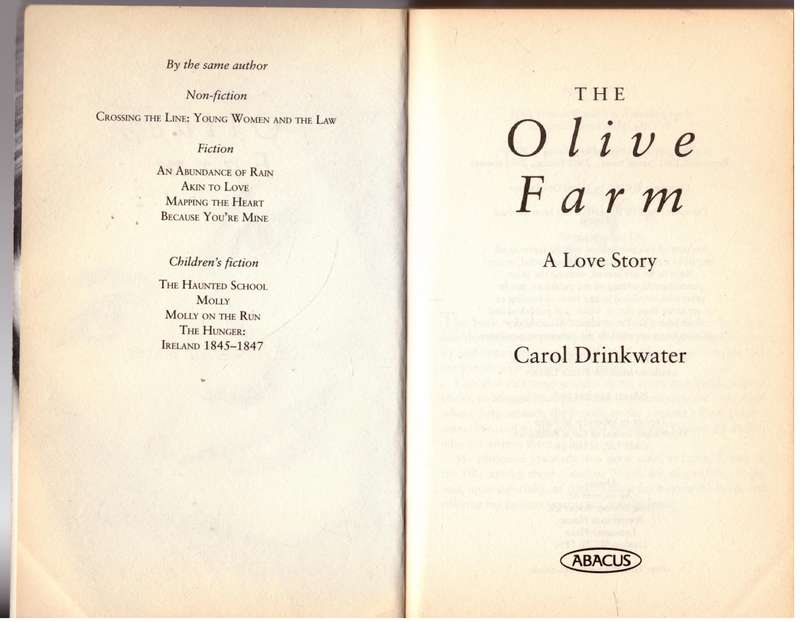 By the same author
Non-fiction
Crossing the Line: Young Women and the Law
Fiction
An Abundance of Rain
Akin to Love
Mapping the Heart
Because You're Mine
Children's fiction
The Haunted School
Molly
Molly on the Run
The Hunger:
Ireland 1845–1847
THE
Olive
Farm
A Love Story
Carol Drinkwater
ABACUS